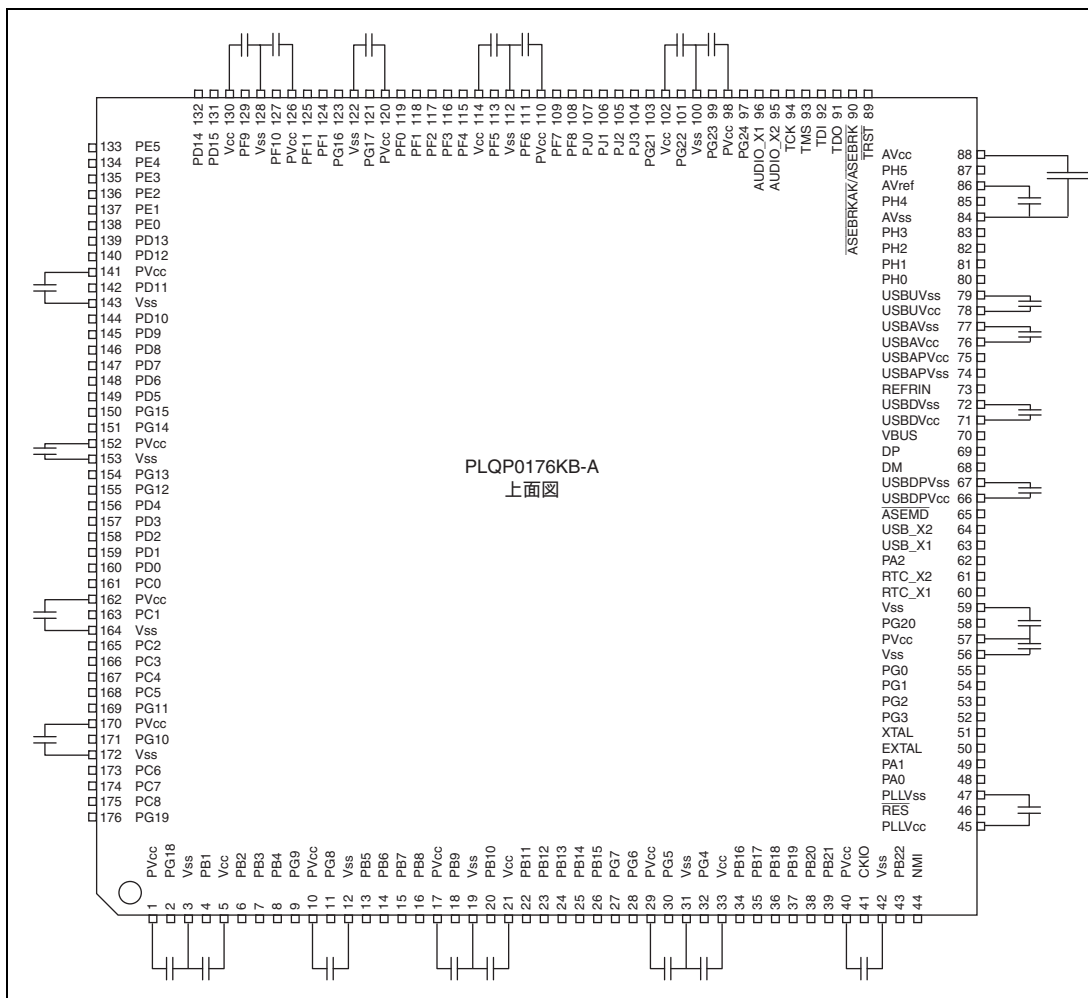 PD14 132
PD15 131
Vcc 130
PF9 129
Vss 128
PF10 127
PVcc 126
PF11 125
PF1 124
PG16 123
Vss 122
PG17 121
PVcc 120
PF0 119
PF1 118
PF2 117
PF3 116
PF4 115
Vcc 114
PF5 113
Vss 112
PF6 111
PVcc 110
PF7 109
PF8 108
PJ0 107
PJ1 106
PJ2 105
PJ3 104
PG21 103
Vcc 102
PG22 101
Vss 100
PG23 99
PVcc 98
PG24 97
AUDIO_X1 96
AUDIO_X2 95
TCK 94
TMS 93
TDI 92
TDO 91
ASEBRKAK/ASEBRK 90
TRST 89
133 PE5
134 PE4
135 PE3
136 PE2
137 PE1
138 PE0
139 PD13
140 PD12
141 PVcc
142 PD11
143 Vss
144 PD10
145 PD9
146 PD8
147 PD7
148 PD6
149 PD5
150 PG15
151 PG14
152 PVcc
153 Vss
154 PG13
155 PG12
156 PD4
157 PD3
158 PD2
159 PD1
160 PD0
161 PC0
162 PVcc
163 PC1
164 Vss
165 PC2
166 PC3
167 PC4
168 PC5
169 PG11
170 PVcc
171 PG10
172 Vss
173 PC6
174 PC7
175 PC8
176 PG19
PLQP0176KB-A
上面図
AVcc 88
PH5 87
AVref 86
PH4 85
AVss 84
PH3 83
PH2 82
PH1 81
PH0 80
USBUVss 79
USBUVcc 78
USBAVss 77
USBAVcc 76
USBAPVcc 75
USBAPVss 74
REFRIN 73
USBDVss 72
USBDVcc 71
VBUS 70
DP 69
DM 68
USBDPVss 67
USBDPVcc 66
ASEMD 65
USB_X2 64
USB_X1 63
PA2 62
RTC_X2 61
RTC_X1 60
Vss 59
PG20 58
PVcc 57
Vss 56
PG0 55
PG1 54
PG2 53
PG3 52
XTAL 51
EXTAL 50
PA1 49
PA0 48
PLLVss 47
RES 46
PLLVcc 45
1 PVcc
2 PG18
3 Vss
4 PB1
5 Vcc
6 PB2
7 PB3
8 PB4
9 PG9
10 PVcc
11 PG8
12 Vss
13 PB5
14 PB6
15 PB7
16 PB8
17 PVcc
18 PB9
19 Vss
20 PB10
21 Vcc
22 PB11
23 PB12
24 PB13
25 PB14
26 PB15
27 PG7
28 PG6
29 PVcc
30 PG5
31 Vss
32 PG4
33 Vcc
34 PB16
35 PB17
36 PB18
37 PB19
38 PB20
39 PB21
40 PVcc
41 CKIO
42 Vss
43 PB22
44 NMI